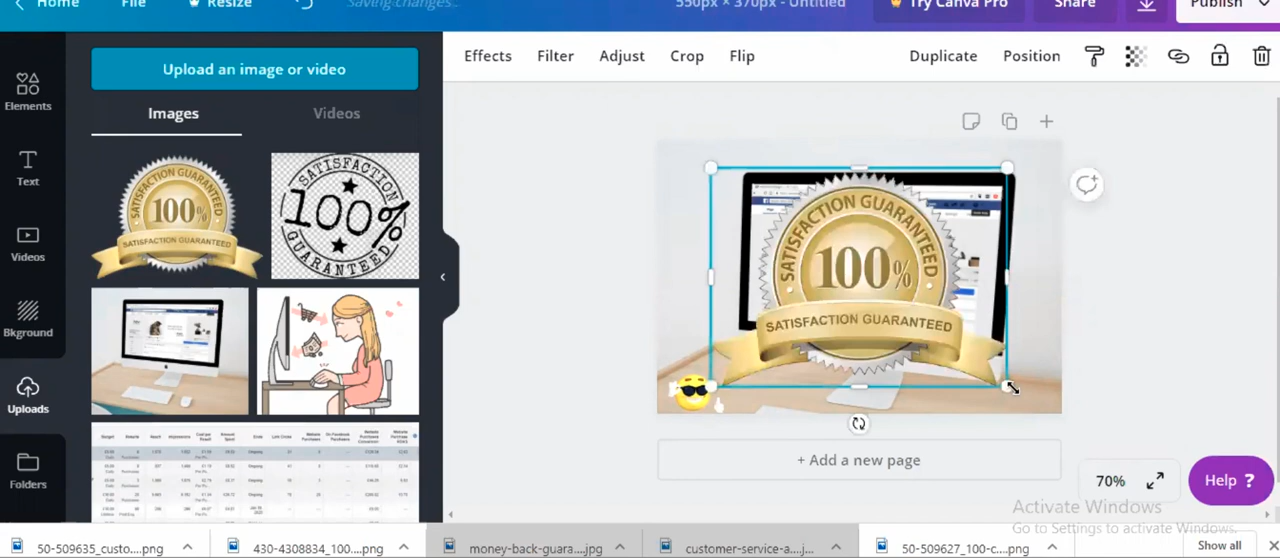 Home File Resize Saving changes.. 550px × 370px - Untitled Try Canva Pro Share Publish
Upload an image or video
Effects Filter Adjust Crop Flip Duplicate Position
Images Videos
Elements
Text
Videos
Bkground
Uploads
Folders
SATISFACTION GUARANTEED
100%
SATISFACTION GUARANTEED
SATISFACTION
100%
GUARANTEED
SATISFACTION GUARANTEED
100%
SATISFACTION GUARANTEED
+ Add a new page
70%
Help ?
Activate Windows
Go to Settings to activate Windows.
50-509635_custo....png 430-4308834_100....png money-back-guara....jpg customer-service-a....j... 50-509627_100-c....png Show all